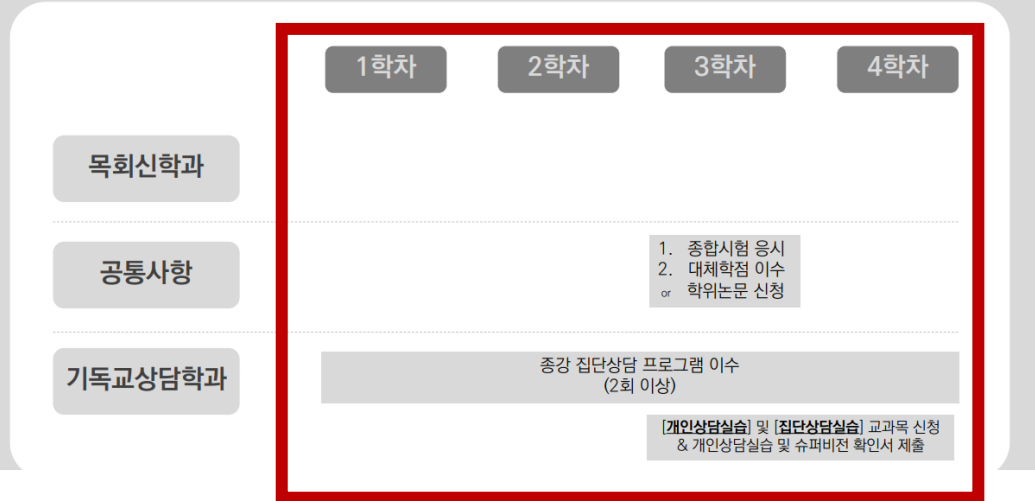 1학차 2학차 3학차 4학차
목회신학과
공통사항
1. 종합시험 응시
2. 대체학점 이수
or 학위논문 신청
기독교상담학과
종강 집단상담 프로그램 이수
(2회 이상)
[개인상담실습] 및 [집단상담실습] 교과목 신청
& 개인상담실습 및 슈퍼비전 확인서 제출